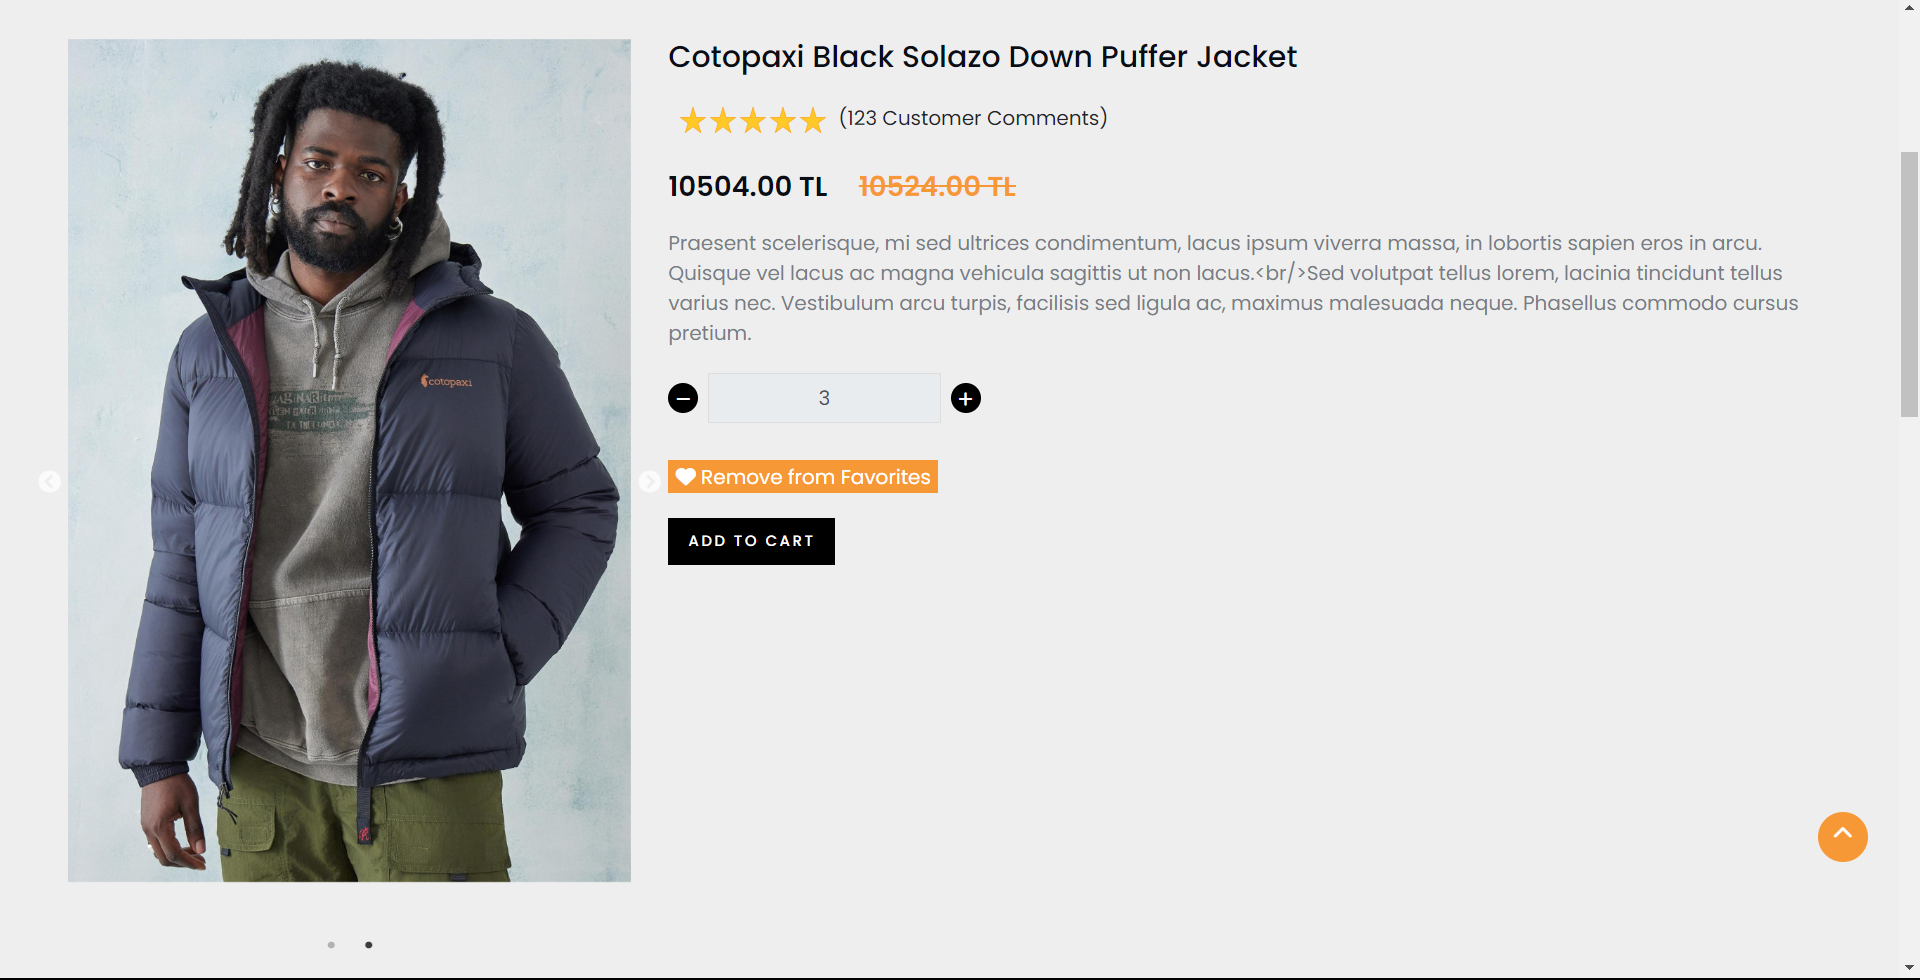 Cotopaxi Black Solazo Down Puffer Jacket
(123 Customer Comments)
10504.00 TL 10524.00 TL
Praesent scelerisque, mi sed ultrices condimentum, lacus ipsum viverra massa, in lobortis sapien eros in arcu.
Quisque vel lacus ac magna vehicula sagittis ut non lacus.<br/>Sed volutpat tellus lorem, lacinia tincidunt tellus
varius nec. Vestibulum arcu turpis, facilisis sed ligula ac, maximus malesuada neque. Phasellus commodo cursus
pretium.
3
Remove from Favorites
ADD TO CART
cotopaxi